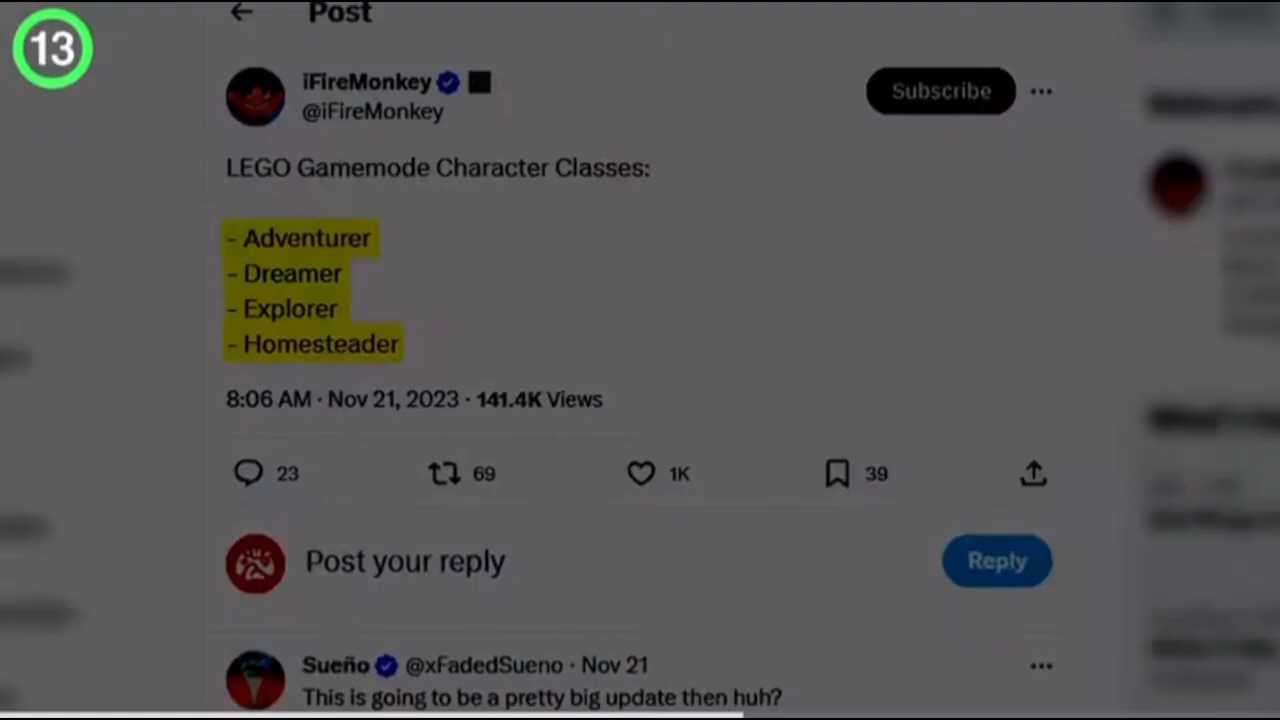 13
Post
iFireMonkey
@iFireMonkey
Subscribe
LEGO Gamemode Character Classes:
- Adventurer
- Dreamer
- Explorer
- Homesteader
8:06 AM · Nov 21, 2023 · 141.4K Views
23 69 1K 39
Post your reply
Reply
Sueño @xFadedSueno · Nov 21
This is going to be a pretty big update then huh?